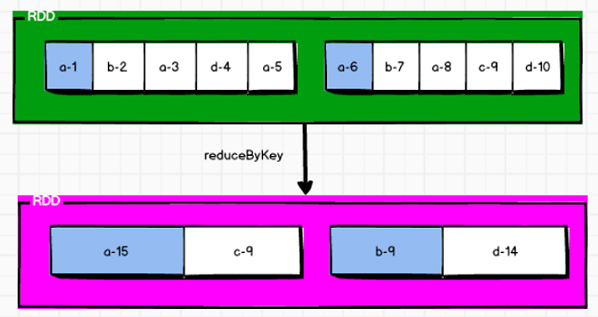 RDD
a-1 b-2 a-3 d-4 a-5 a-6 b-7 a-8 c-9 d-10
reduceByKey
RDD
a-15 c-9 b-9 d-14